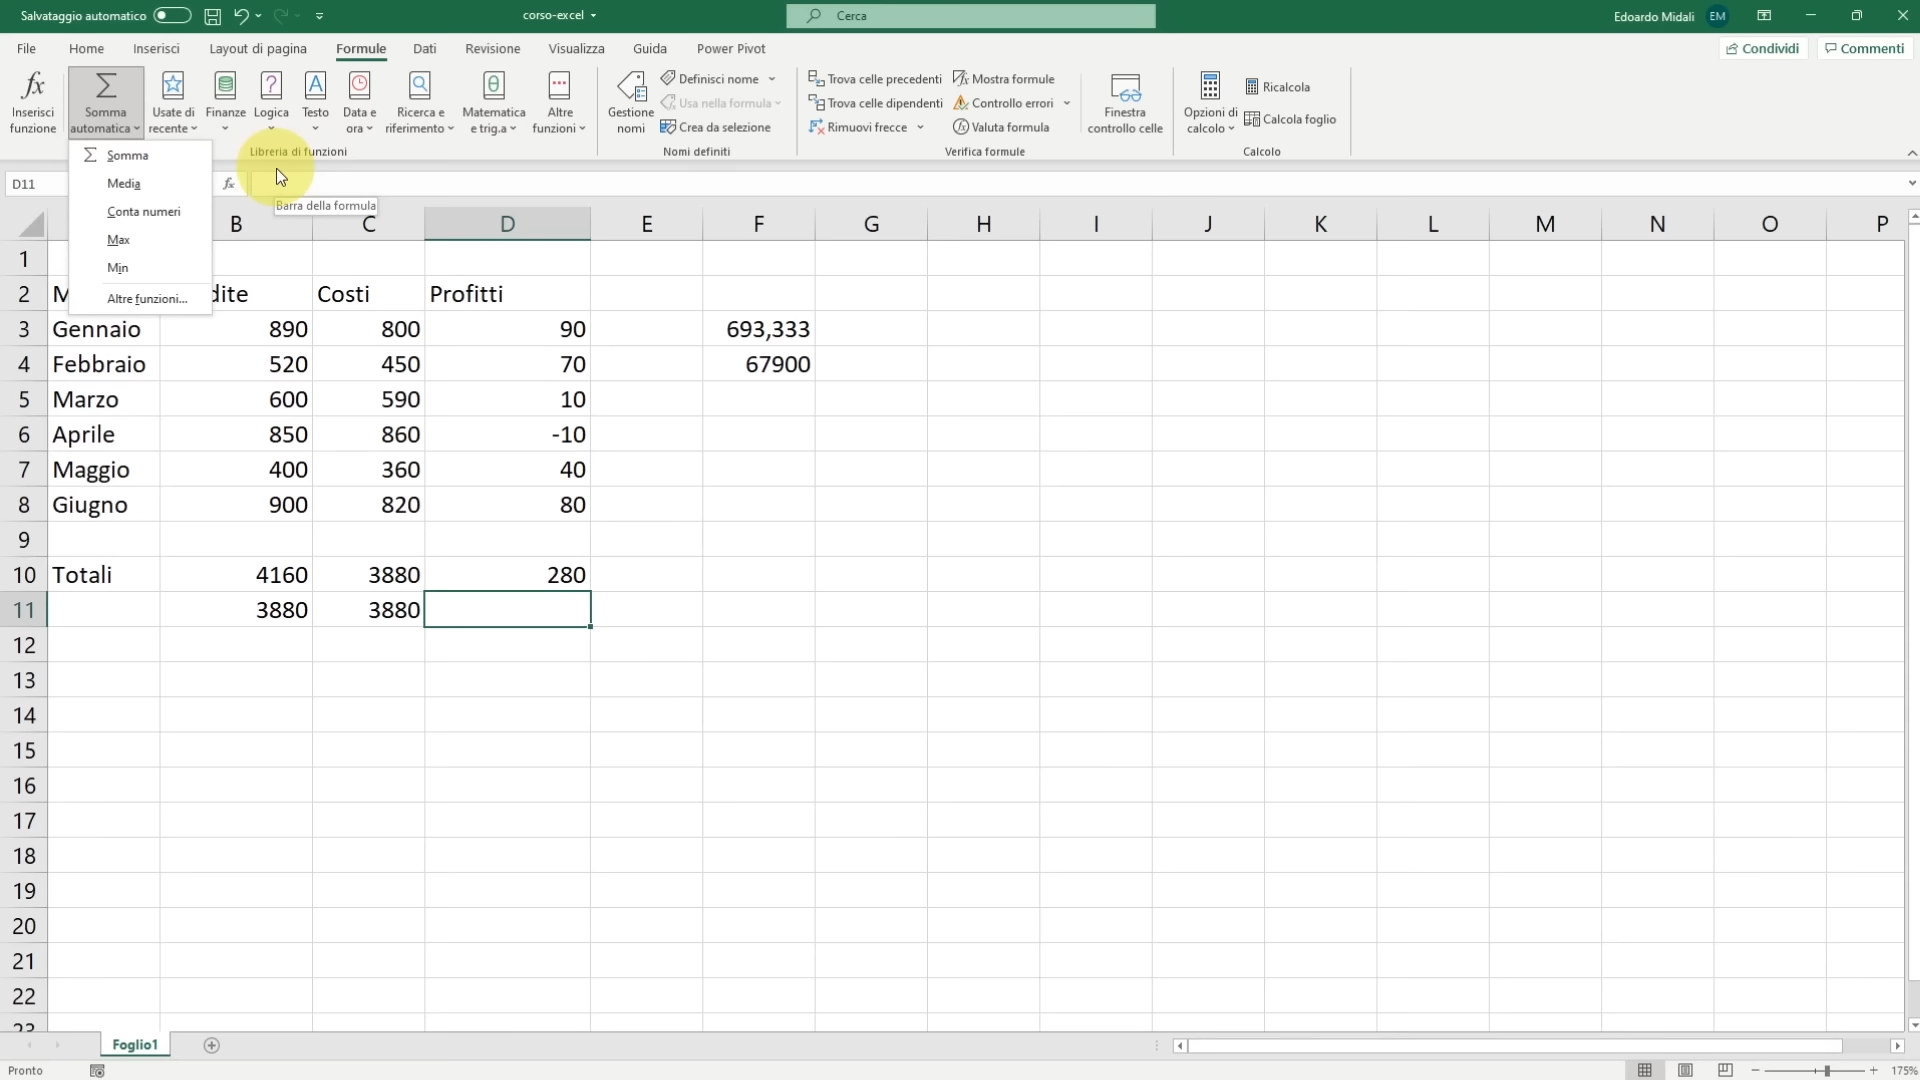 Salvataggio automatico
corso-excel
Cerca
Edoardo Midali EM
File Home Inserisci Layout di pagina Formule Dati Revisione Visualizza Guida Power Pivot
Condividi Commenti
Inserisci funzione
Somma automatica
Usate di recente
Finanze
Logica
Testo
Data e ora
Ricerca e riferimento
Matematica e trig.a
Altre funzioni
Libreria di funzioni
Gestione nomi
Definisci nome
Usa nella formula
Crea da selezione
Nomi definiti
Trova celle precedenti
Trova celle dipendenti
Rimuovi frecce
Mostra formule
Controllo errori
Valuta formula
Finestra controllo celle
Verifica formule
Opzioni di calcolo
Ricalcola
Calcola foglio
Calcolo
Somma
Media
Conta numeri
Max
Min
Altre funzioni...
D11
fx
Barra della formula
B C D E F G H I J K L M N O P
1
2 M dite Costi Profitti
3 Gennaio 890 800 90 693,333
4 Febbraio 520 450 70 67900
5 Marzo 600 590 10
6 Aprile 850 860 -10
7 Maggio 400 360 40
8 Giugno 900 820 80
9
10 Totali 4160 3880 280
11 3880 3880
12
13
14
15
16
17
18
19
20
21
22
23
Foglio1
Pronto
175%